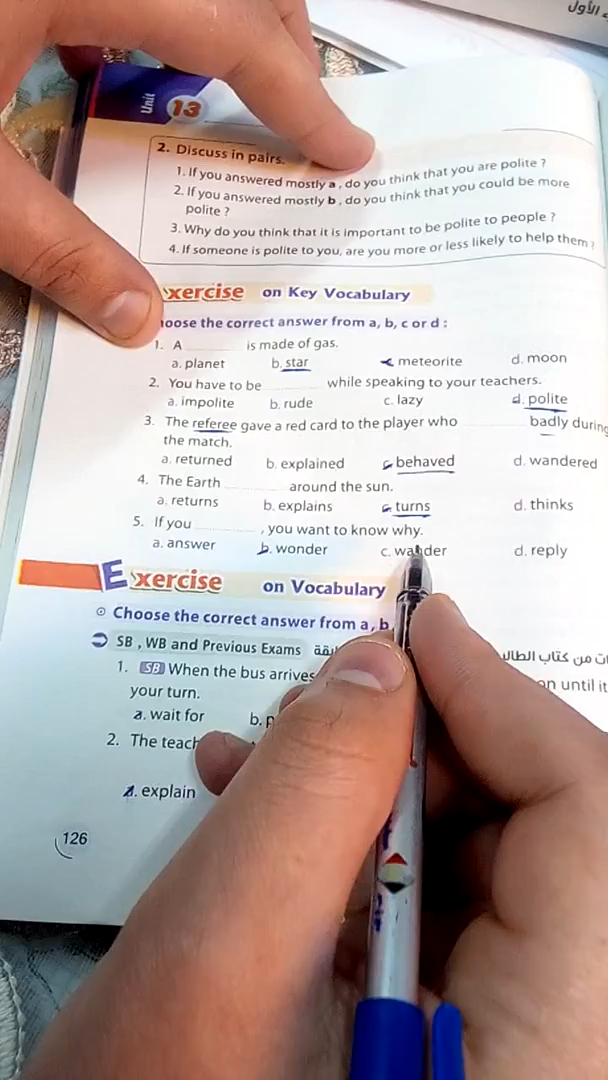 الأول
Unit 13
2. Discuss in pairs.
1. If you answered mostly a , do you think that you are polite ?
2. If you answered mostly b , do you think that you could be more
polite ?
3. Why do you think that it is important to be polite to people ?
4. If someone is polite to you, are you more or less likely to help them ?
xercise on Key Vocabulary
hoose the correct answer from a, b, c or d :
1. A ........ is made of gas.
a. planet b. star meteorite d. moon
2. You have to be ........ while speaking to your teachers.
a. impolite b. rude c. lazy d. polite
3. The referee gave a red card to the player who ........ badly during
the match.
a. returned b. explained c. behaved d. wandered
4. The Earth ........ around the sun.
a. returns b. explains c. turns d. thinks
5. If you ........ , you want to know why.
a. answer b. wonder c. wander d. reply
Exercise on Vocabulary
Choose the correct answer from a, b
SB , WB and Previous Exams ات من كتاب الطالب
1. SB When the bus arrives on until it
your turn.
a. wait for b. p
2. The teach
a. explain
126